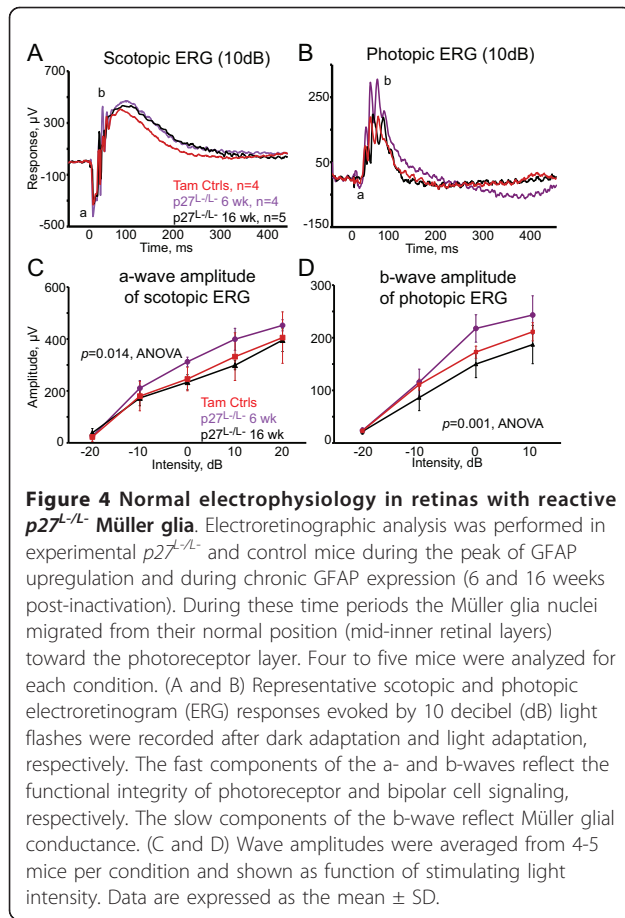 A
Scotopic ERG (10dB)
700
300
-100
-500
Response, µV
b
a
Tam Ctrls, n=4
p27L-/L- 6 wk, n=4
p27L-/L- 16 wk, n=5
0 100 200 300 400
Time, ms
B
Photopic ERG (10dB)
250
50
-150
b
a
0 100 200 300 400
Time, ms
C
a-wave amplitude
of scotopic ERG
600
400
200
0
Amplitude, µV
p=0.014, ANOVA
Tam Ctrls
p27L-/L- 6 wk
p27L-/L- 16 wk
-20 -10 0 10 20
Intensity, dB
D
b-wave amplitude
of photopic ERG
300
200
100
0
p=0.001, ANOVA
-20 -10 0 10
Intensity, dB
Figure 4 Normal electrophysiology in retinas with reactive
p27L-/L- Müller glia. Electroretinographic analysis was performed in
experimental p27L-/L- and control mice during the peak of GFAP
upregulation and during chronic GFAP expression (6 and 16 weeks
post-inactivation). During these time periods the Müller glia nuclei
migrated from their normal position (mid-inner retinal layers)
toward the photoreceptor layer. Four to five mice were analyzed for
each condition. (A and B) Representative scotopic and photopic
electroretinogram (ERG) responses evoked by 10 decibel (dB) light
flashes were recorded after dark adaptation and light adaptation,
respectively. The fast components of the a- and b-waves reflect the
functional integrity of photoreceptor and bipolar cell signaling,
respectively. The slow components of the b-wave reflect Müller glial
conductance. (C and D) Wave amplitudes were averaged from 4-5
mice per condition and shown as function of stimulating light
intensity. Data are expressed as the mean ± SD.